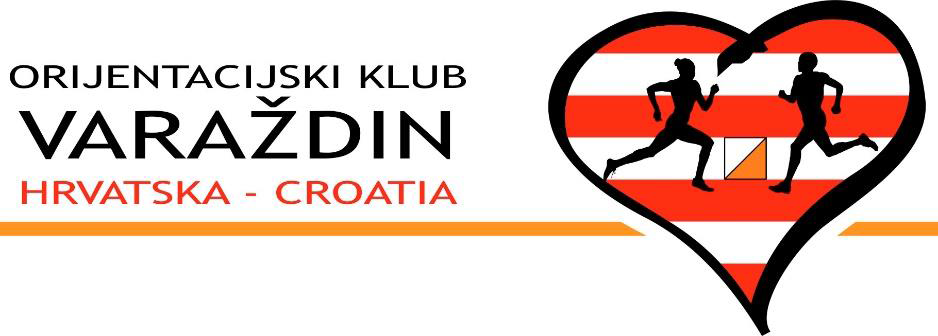 ORIJENTACIJSKI KLUB
VARAŽDIN
HRVATSKA - CROATIA